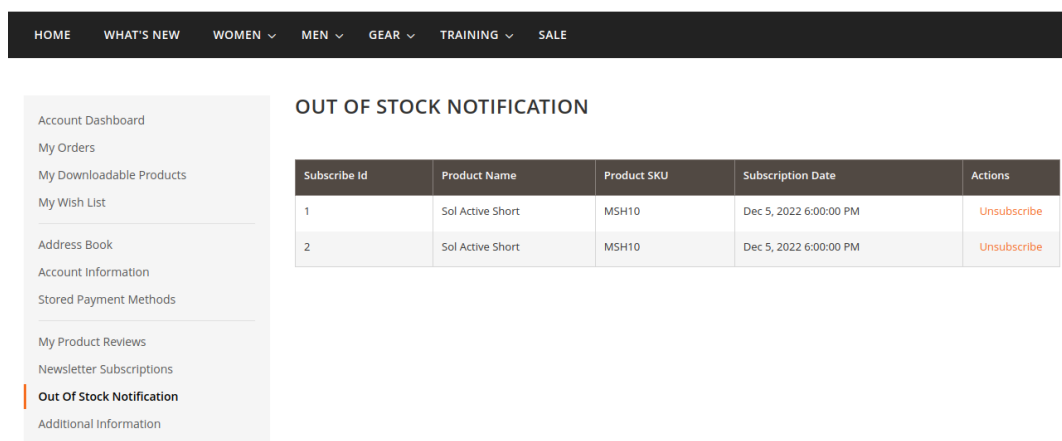 HOME WHAT'S NEW WOMEN MEN GEAR TRAINING SALE
Account Dashboard
My Orders
My Downloadable Products
My Wish List
Address Book
Account Information
Stored Payment Methods
My Product Reviews
Newsletter Subscriptions
Out Of Stock Notification
Additional Information
OUT OF STOCK NOTIFICATION
Subscribe Id Product Name Product SKU Subscription Date Actions
1 Sol Active Short MSH10 Dec 5, 2022 6:00:00 PM Unsubscribe
2 Sol Active Short MSH10 Dec 5, 2022 6:00:00 PM Unsubscribe